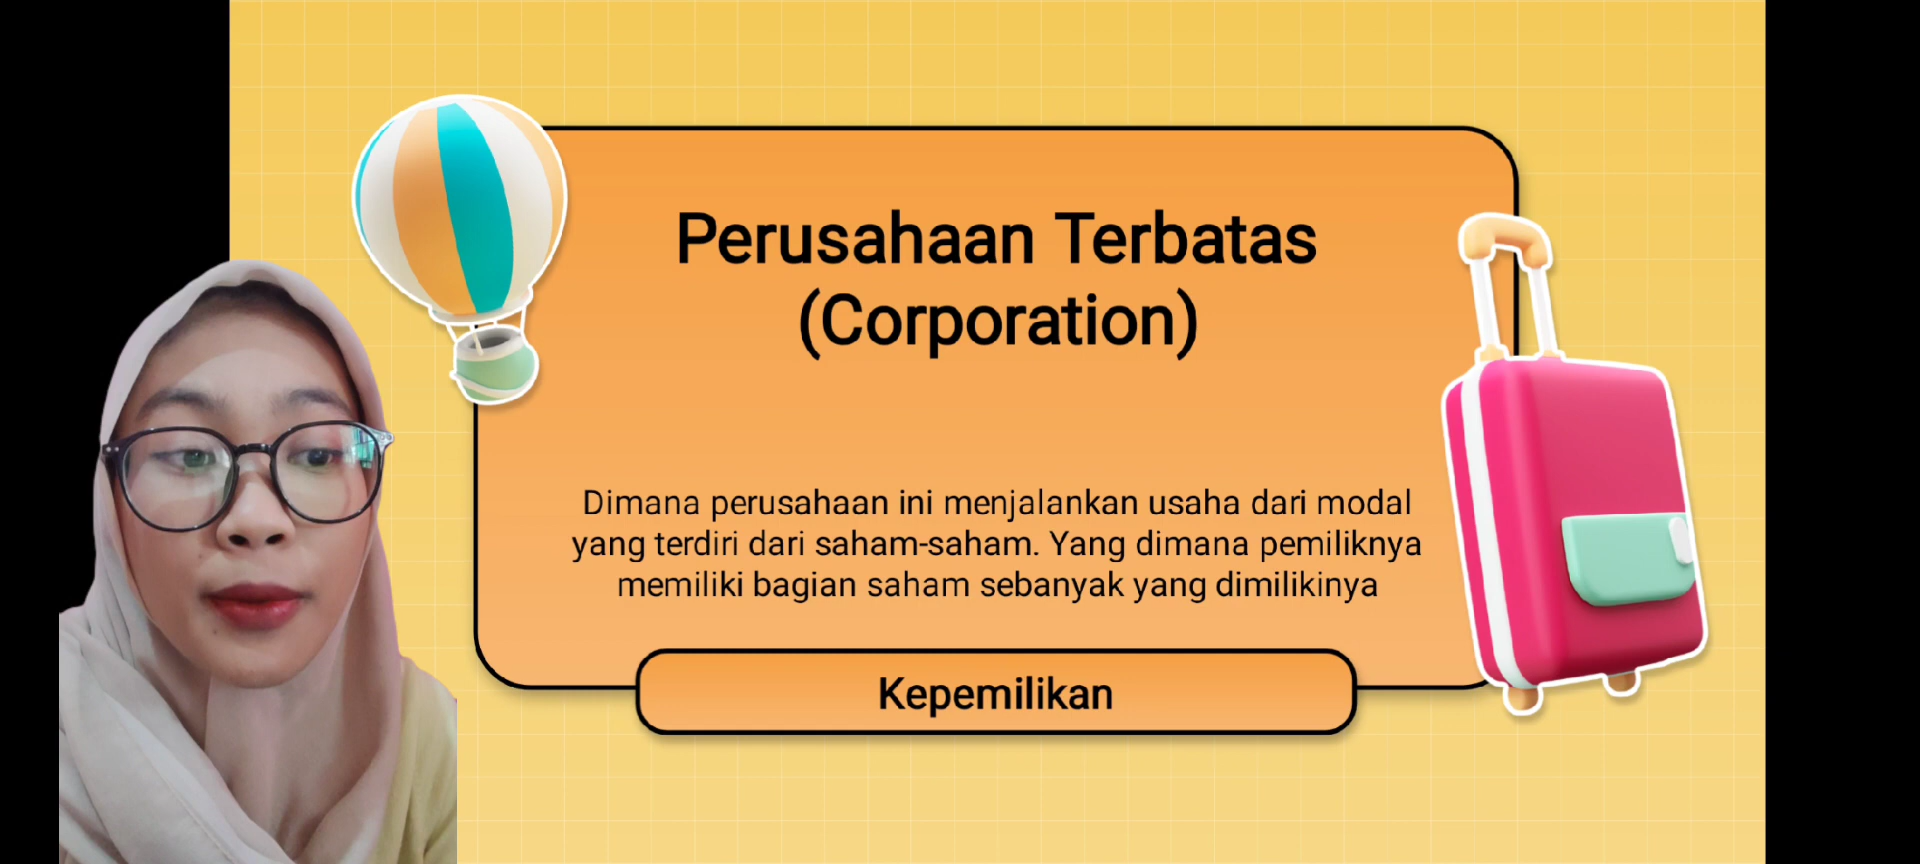 Perusahaan Terbatas
(Corporation)
Dimana perusahaan ini menjalankan usaha dari modal
yang terdiri dari saham-saham. Yang dimana pemiliknya
memiliki bagian saham sebanyak yang dimilikinya
Kepemilikan